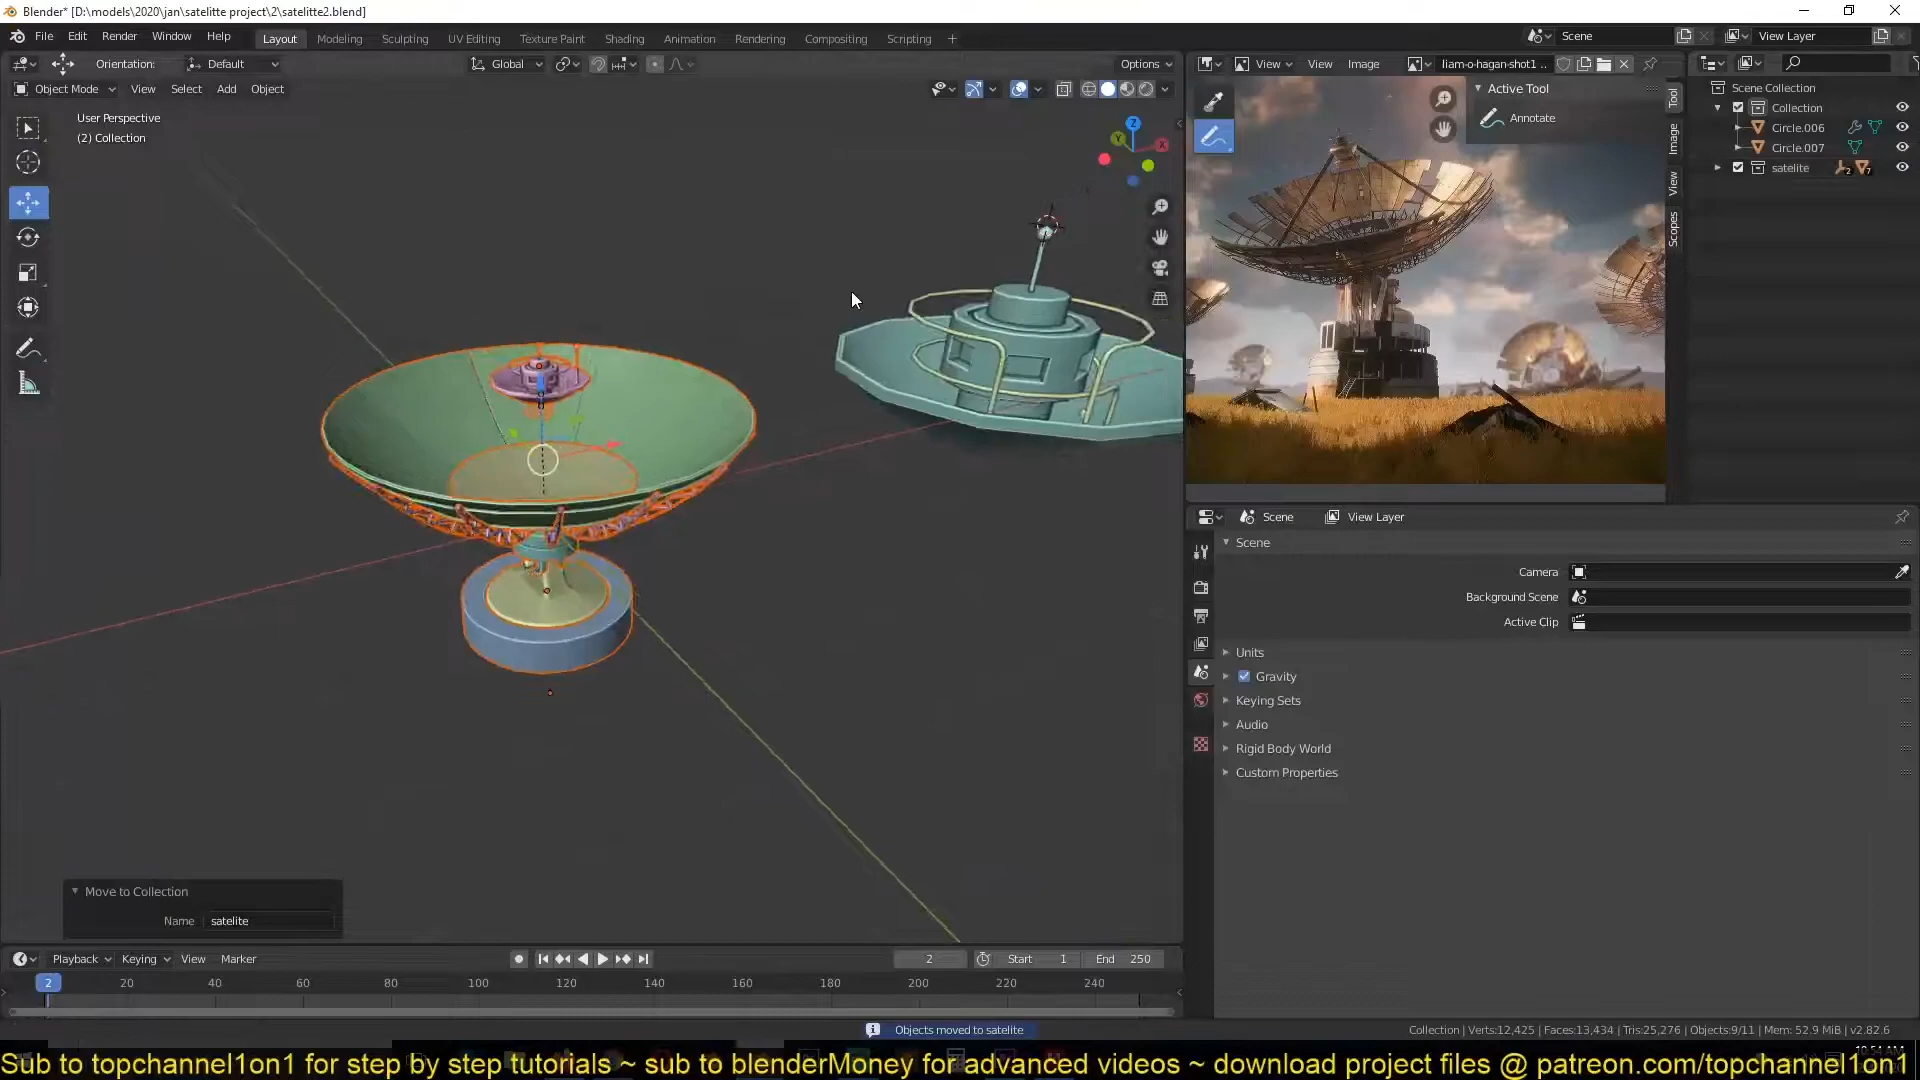 Blender* [D:\models\2020\jan\satelitte project\2\satelitte2.blend]
File Edit Render Window Help
Layout Modeling Sculpting UV Editing Texture Paint Shading Animation Rendering Compositing Scripting +
Scene
View Layer
Orientation: Default
Global
Options
View View Image liam-o-hagan-shot1 ..
Object Mode View Select Add Object
User Perspective
(2) Collection
Active Tool
Annotate
Tool
Image
View
Scopes
Scene Collection
Collection
Circle.006
Circle.007
satelite 2 7
Z
Y
X
Scene View Layer
Scene
Camera
Background Scene
Active Clip
Units
Gravity
Keying Sets
Audio
Rigid Body World
Custom Properties
Move to Collection
Name satelite
Playback Keying View Marker
2 Start 1 End 250
2 20 40 60 80 100 120 140 160 180 200 220 240
Objects moved to satelite
Collection | Verts:12,425 | Faces:13,434 | Tris:25,276 | Objects:9/11 | Mem: 52.9 MiB | v2.82.6
Sub to topchannel1on1 for step by step tutorials ~ sub to blenderMoney for advanced videos ~ download project files @ patreon.com/topchannel1on1